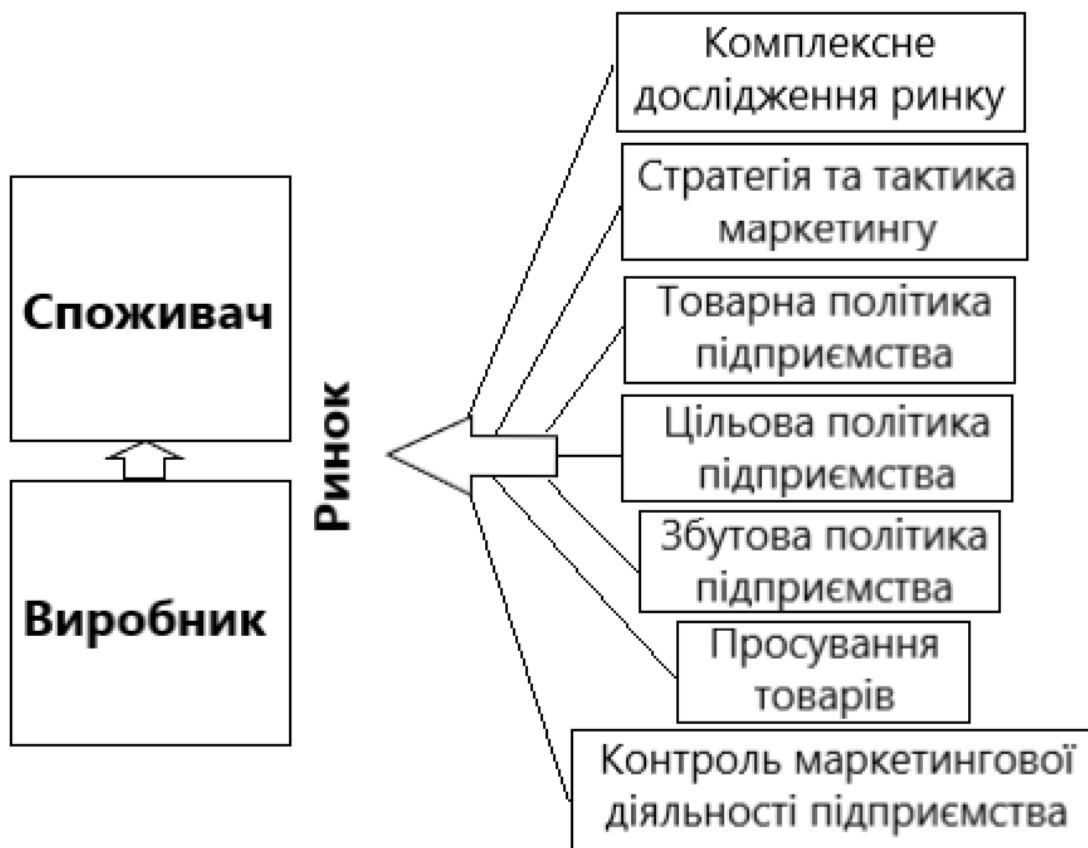 Споживач
Виробник
Ринок
Комплексне
дослідження ринку
Стратегія та тактика
маркетингу
Товарна політика
підприємства
Цільова політика
підприємства
Збутова політика
підприємства
Просування
товарів
Контроль маркетингової
діяльності підприємства